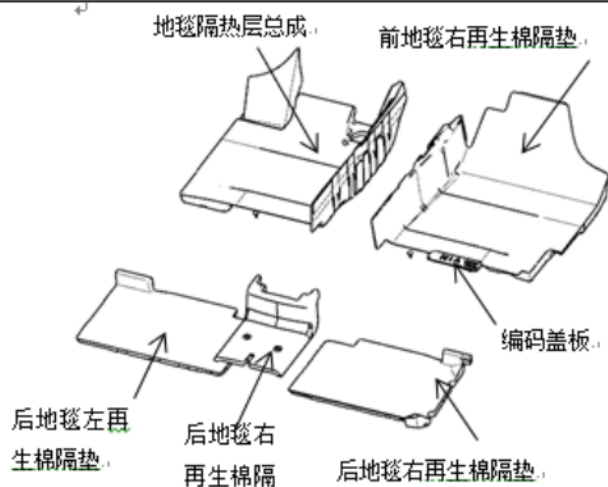 地毯隔热层总成
前地毯右再生棉隔垫
编码盖板
后地毯左再
生棉隔垫
后地毯右
再生棉隔
后地毯右再生棉隔垫